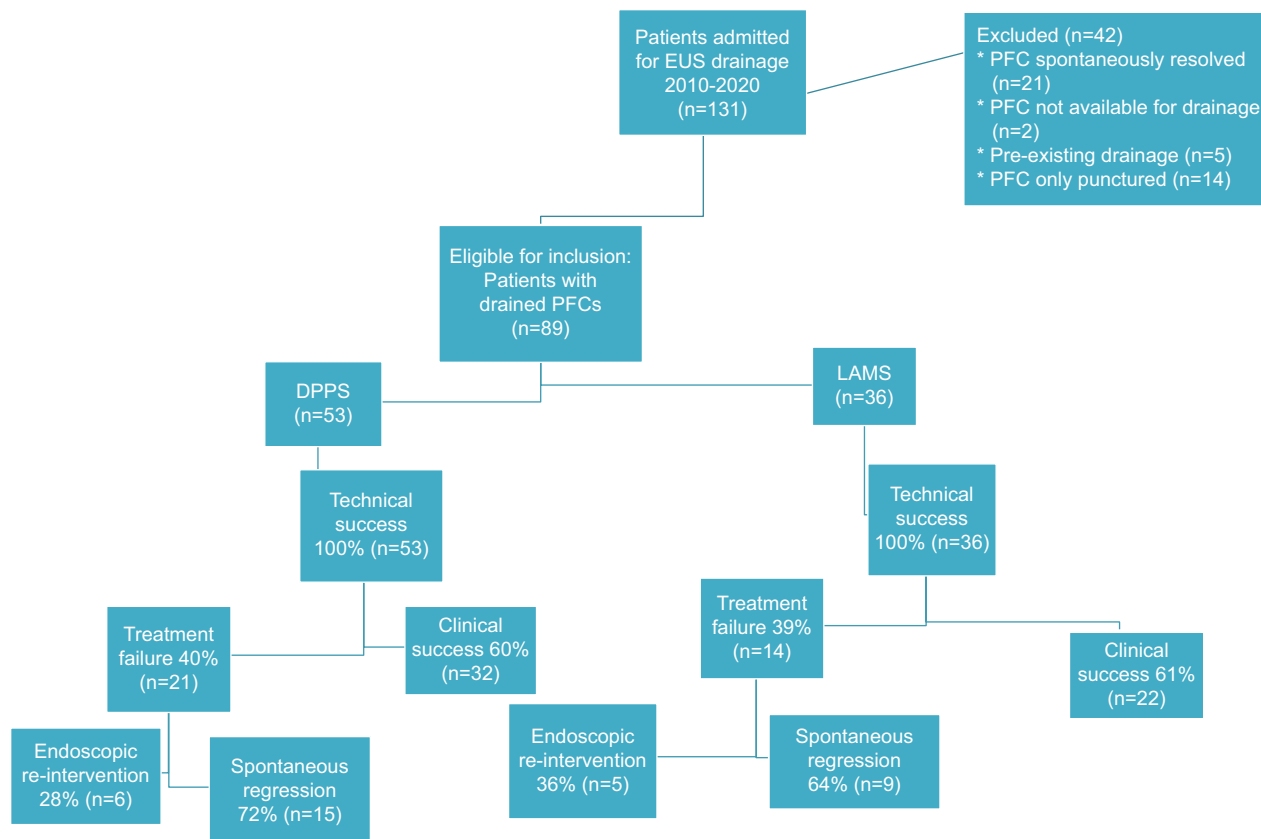 Patients admitted
for EUS drainage
2010-2020
(n=131)
Excluded (n=42)
* PFC spontaneously resolved
(n=21)
* PFC not available for drainage
(n=2)
* Pre-existing drainage (n=5)
* PFC only punctured (n=14)
Eligible for inclusion:
Patients with
drained PFCs
(n=89)
DPPS
(n=53)
LAMS
(n=36)
Technical
success
100% (n=53)
Technical
success
100% (n=36)
Treatment
failure 40%
(n=21)
Clinical
success 60%
(n=32)
Treatment
failure 39%
(n=14)
Clinical
success 61%
(n=22)
Endoscopic
re-intervention
28% (n=6)
Spontaneous
regression
72% (n=15)
Endoscopic
re-intervention
36% (n=5)
Spontaneous
regression
64% (n=9)